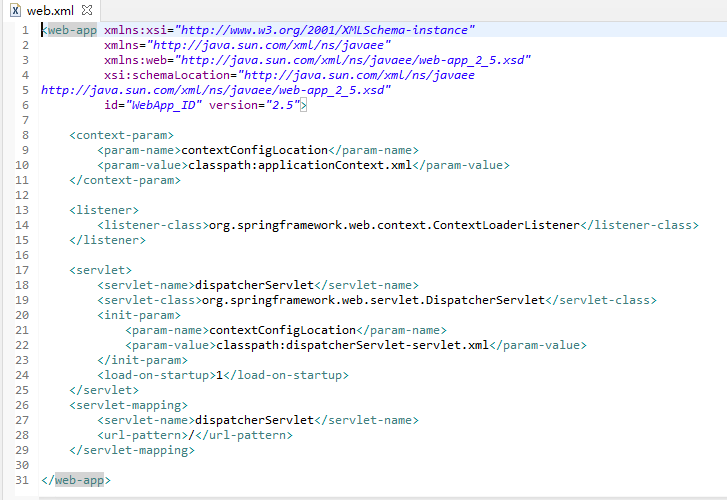 web.xml
1 <web-app xmlns:xsi="http://www.w3.org/2001/XMLSchema-instance"
2 xmlns="http://java.sun.com/xml/ns/javaee"
3 xmlns:web="http://java.sun.com/xml/ns/javaee/web-app_2_5.xsd"
4 xsi:schemaLocation="http://java.sun.com/xml/ns/javaee
5 http://java.sun.com/xml/ns/javaee/web-app_2_5.xsd"
6 id="WebApp_ID" version="2.5">
7
8 <context-param>
9 <param-name>contextConfigLocation</param-name>
10 <param-value>classpath:applicationContext.xml</param-value>
11 </context-param>
12
13 <listener>
14 <listener-class>org.springframework.web.context.ContextLoaderListener</listener-class>
15 </listener>
16
17 <servlet>
18 <servlet-name>dispatcherServlet</servlet-name>
19 <servlet-class>org.springframework.web.servlet.DispatcherServlet</servlet-class>
20 <init-param>
21 <param-name>contextConfigLocation</param-name>
22 <param-value>classpath:dispatcherServlet-servlet.xml</param-value>
23 </init-param>
24 <load-on-startup>1</load-on-startup>
25 </servlet>
26 <servlet-mapping>
27 <servlet-name>dispatcherServlet</servlet-name>
28 <url-pattern>/</url-pattern>
29 </servlet-mapping>
30
31 </web-app>